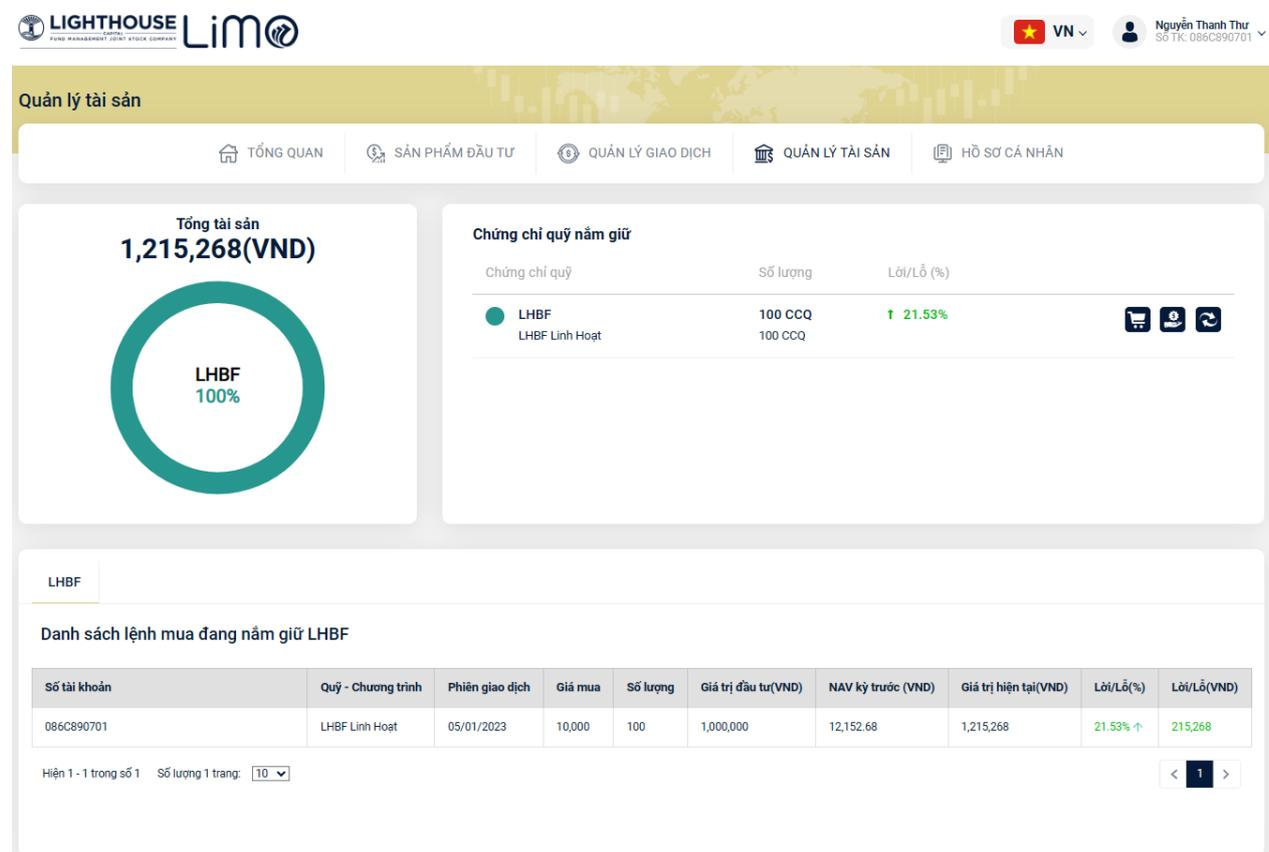 LIGHTHOUSE
CAPITAL
FUND MANAGEMENT JOINT STOCK COMPANY
LiMO
VN
Nguyễn Thanh Thư
Số TK: 086C890701
Quản lý tài sản
TỔNG QUAN
SẢN PHẨM ĐẦU TƯ
QUẢN LÝ GIAO DỊCH
QUẢN LÝ TÀI SẢN
HỒ SƠ CÁ NHÂN
Tổng tài sản
1,215,268(VND)
LHBF
100%
Chứng chỉ quỹ nắm giữ
Chứng chỉ quỹ Số lượng Lời/Lỗ (%)
LHBF 100 CCQ ↑ 21.53%
LHBF Linh Hoạt 100 CCQ
LHBF
Danh sách lệnh mua đang nắm giữ LHBF
Số tài khoản Quỹ - Chương trình Phiên giao dịch Giá mua Số lượng Giá trị đầu tư(VND) NAV kỳ trước (VND) Giá trị hiện tại(VND) Lời/Lỗ(%) Lời/Lỗ(VND)
086C890701 LHBF Linh Hoạt 05/01/2023 10,000 100 1,000,000 12,152.68 1,215,268 21.53% ↑ 215,268
Hiện 1 - 1 trong số 1 Số lượng 1 trang: 10 < 1 >